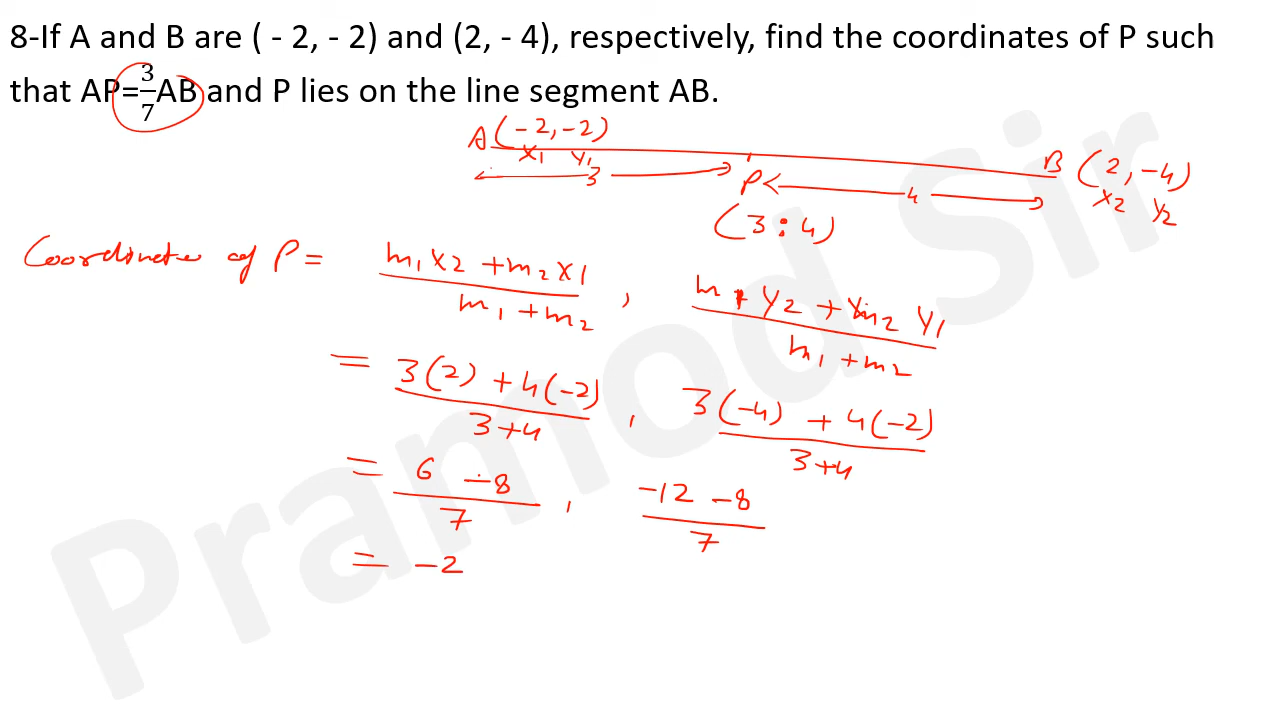 8-If A and B are ( - 2, - 2) and (2, - 4), respectively, find the coordinates of P such
that AP=3/7AB and P lies on the line segment AB.
A (-2,-2)
x1 y1
3
B (2,-4)
x2 y2
P
4
(3:4)
Coordinate of P = m1x2+m2x1/m1+m2 , m1y2+m2y1/m1+m2
= 3(2)+4(-2)/3+4 , 3(-4)+4(-2)/3+4
= 6-8/7 , -12-8/7
= -2
Pramod Sir